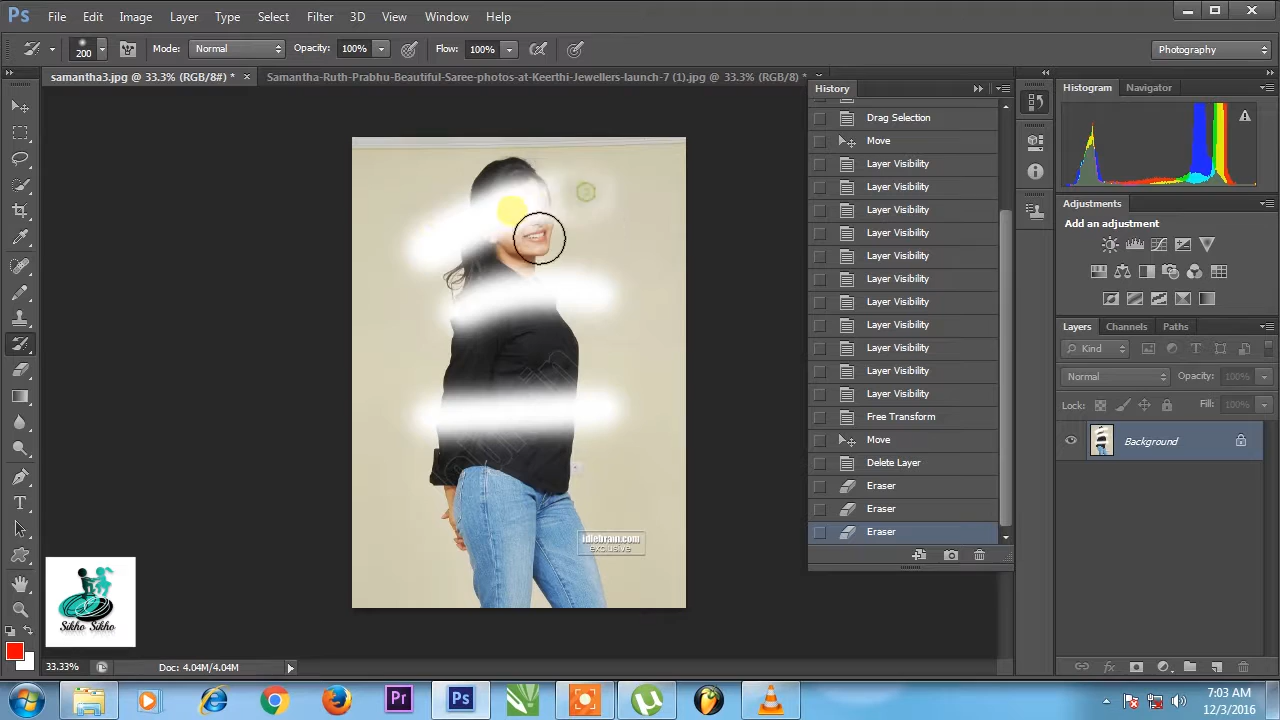 Ps File Edit Image Layer Type Select Filter 3D View Window Help
200 Mode: Normal Opacity: 100% Flow: 100% Photography
samantha3.jpg @ 33.3% (RGB/8#) * × Samantha-Ruth-Prabhu-Beautiful-Saree-photos-at-Keerthi-Jewellers-launch-7 (1).jpg @ 33.3% (RGB/8) *
History
Drag Selection
Move
Layer Visibility
Layer Visibility
Layer Visibility
Layer Visibility
Layer Visibility
Layer Visibility
Layer Visibility
Layer Visibility
Layer Visibility
Layer Visibility
Layer Visibility
Free Transform
Move
Delete Layer
Eraser
Eraser
Eraser
Histogram Navigator
Adjustments
Add an adjustment
Layers Channels Paths
Kind
Normal Opacity: 100%
Lock: Fill: 100%
Background
idlebrain.com
exclusive
Sikho Sikho
33.33% Doc: 4.04M/4.04M
Pr Ps
7:03 AM
12/3/2016